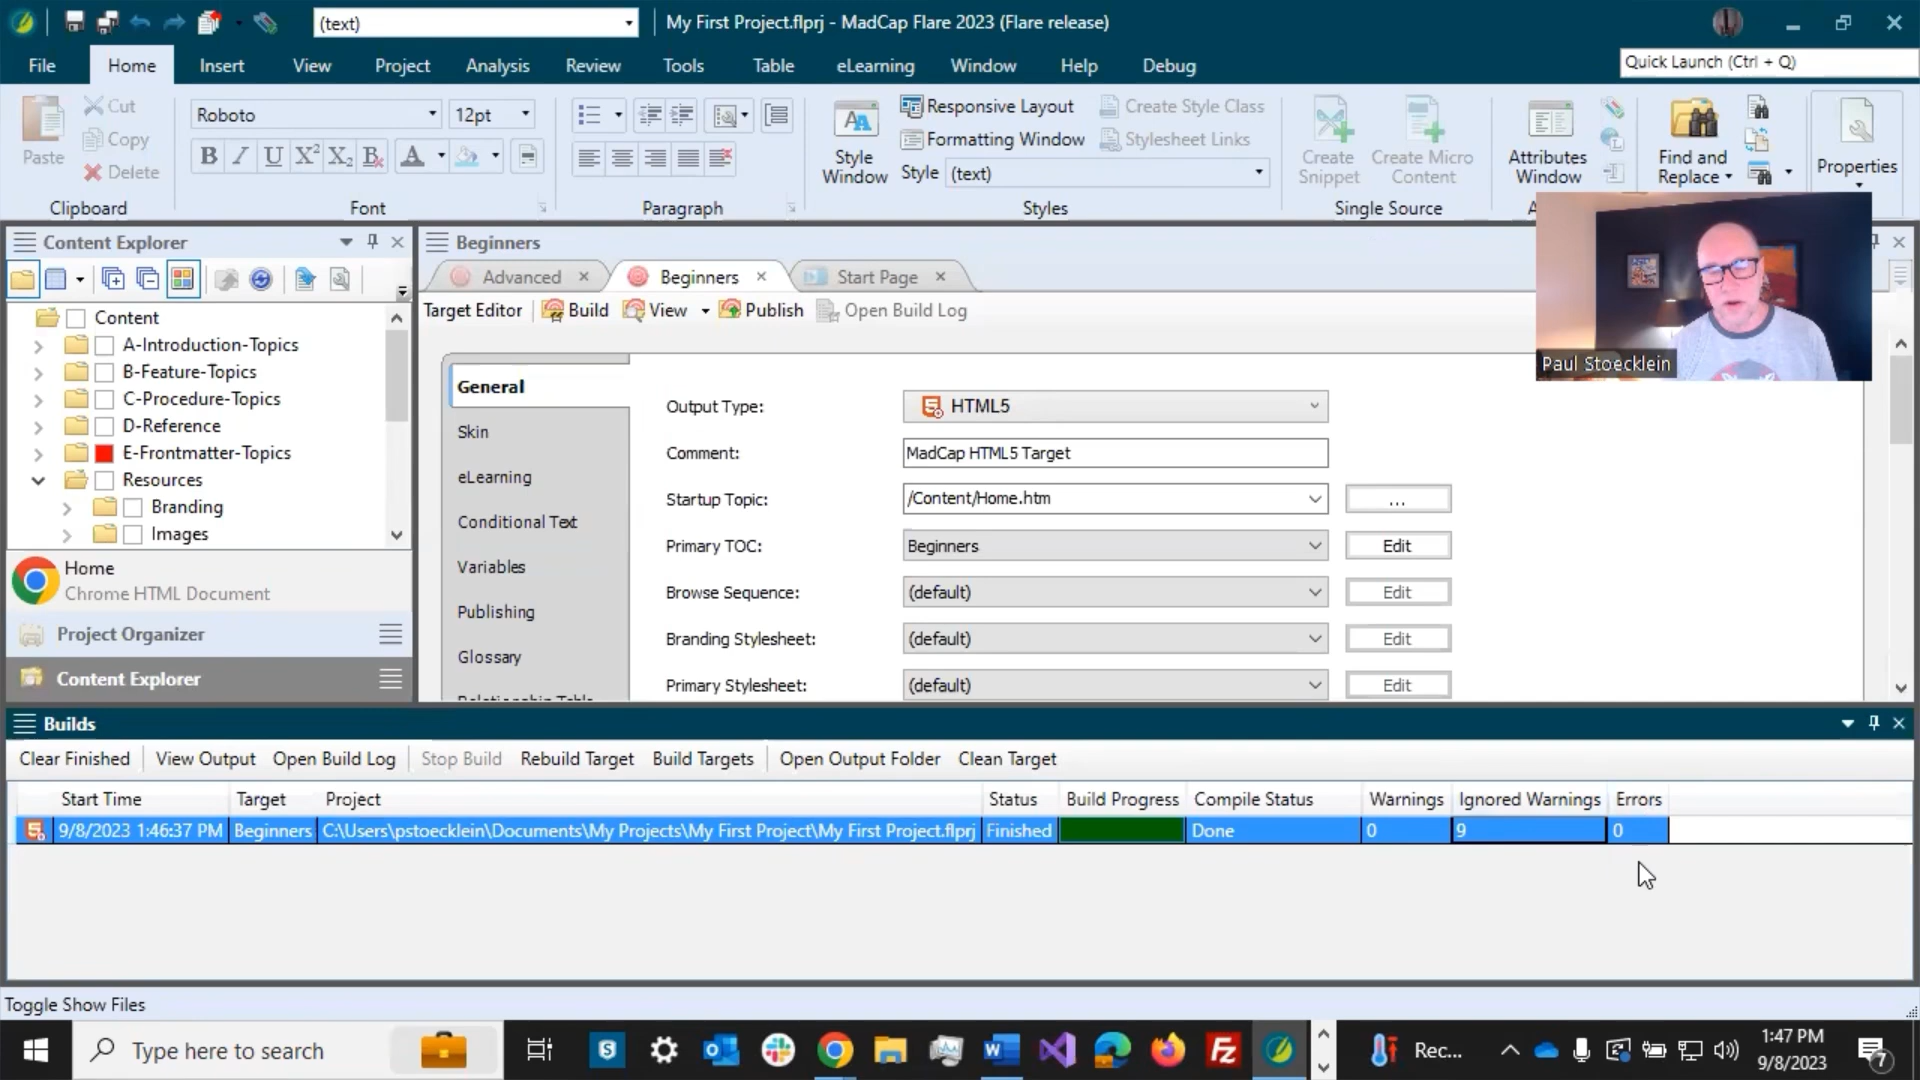 (text)
My First Project.flprj - MadCap Flare 2023 (Flare release)
File Home Insert View Project Analysis Review Tools Table eLearning Window Help Debug
Quick Launch (Ctrl + Q)
Paste
Cut
Copy
Delete
Clipboard
Roboto 12pt
B I U X² X₂ B
A
Font
Paragraph
Style Window
Responsive Layout
Formatting Window
Style (text)
Create Style Class
Stylesheet Links
Styles
Create Snippet
Create Micro Content
Single Source
Attributes Window
Find and Replace
Properties
Content Explorer
Content
A-Introduction-Topics
B-Feature-Topics
C-Procedure-Topics
D-Reference
E-Frontmatter-Topics
Resources
Branding
Images
Home
Chrome HTML Document
Project Organizer
Content Explorer
Beginners
Advanced Beginners Start Page
Target Editor Build View Publish Open Build Log
General
Skin
eLearning
Conditional Text
Variables
Publishing
Glossary
Output Type: HTML5
Comment: MadCap HTML5 Target
Startup Topic: /Content/Home.htm ...
Primary TOC: Beginners Edit
Browse Sequence: (default) Edit
Branding Stylesheet: (default) Edit
Primary Stylesheet: (default) Edit
Paul Stoecklein
Builds
Clear Finished View Output Open Build Log Stop Build Rebuild Target Build Targets Open Output Folder Clean Target
Start Time Target Project Status Build Progress Compile Status Warnings Ignored Warnings Errors
9/8/2023 1:46:37 PM Beginners C:\Users\pstoecklein\Documents\My Projects\My First Project\My First Project.flprj Finished Done 0 9 0
Toggle Show Files
Type here to search
Rec...
1:47 PM
9/8/2023
7